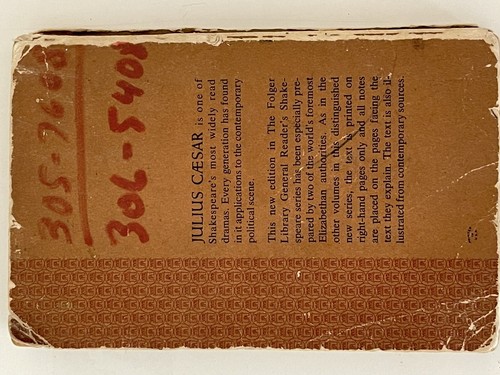 306-5408
JULIUS CÆSAR is one of
Shakespeare's most widely read
dramas. Every generation has found
in it applications to the contemporary
political scene.
This new edition in The Folger
Library General Reader's Shake-
speare series has been especially pre-
pared by two of the world's foremost
Elizabethan authorities. As in the
other volumes in this distinguished
new series, the text is printed on
right-hand pages only and all notes
are placed on the pages facing the
text they explain. The text is also il-
lustrated from contemporary sources.